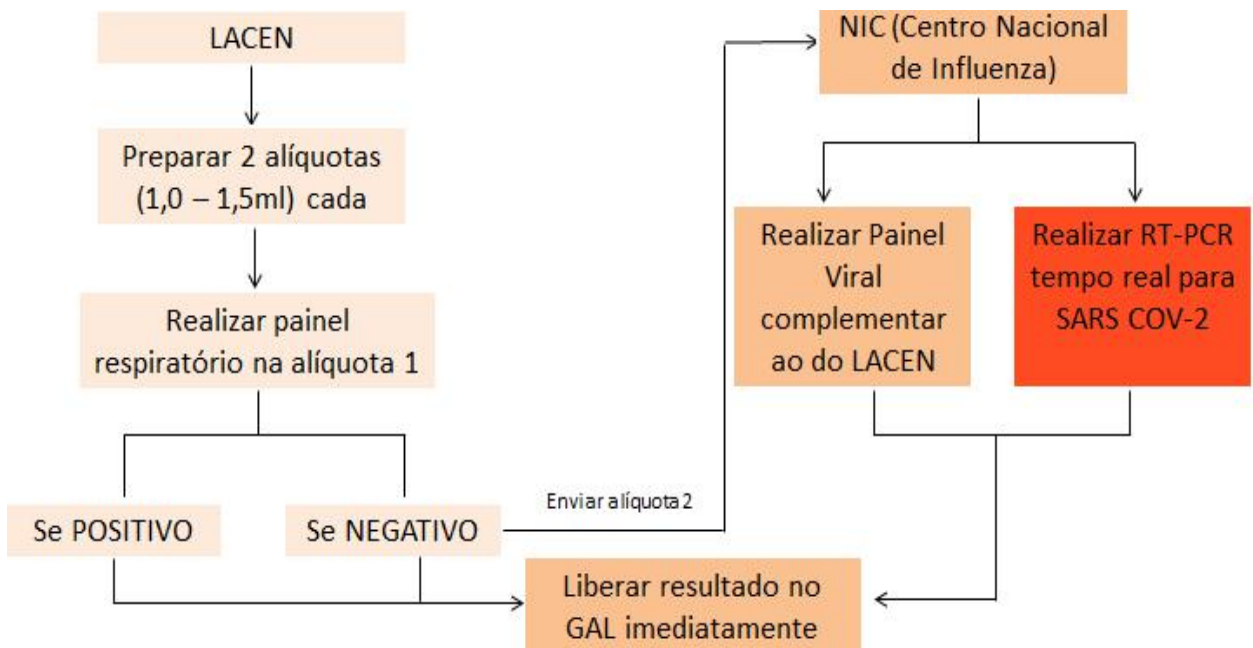 LACEN
Preparar 2 alíquotas
(1,0 – 1,5ml) cada
Realizar painel
respiratório na alíquota 1
Se POSITIVO
Se NEGATIVO
Enviar alíquota 2
NIC (Centro Nacional
de Influenza)
Realizar Painel
Viral
complementar
ao do LACEN
Realizar RT-PCR
tempo real para
SARS COV-2
Liberar resultado no
GAL imediatamente